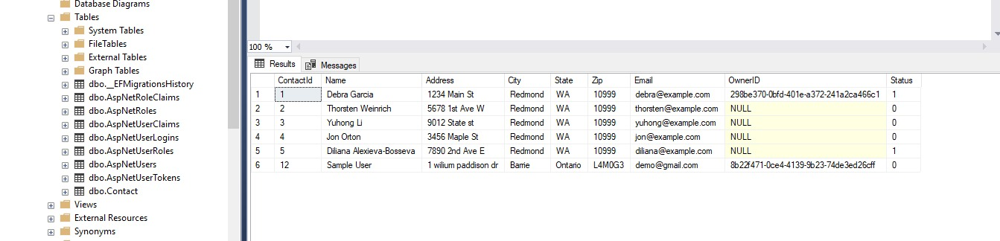 Database Diagrams
Tables
System Tables
FileTables
External Tables
Graph Tables
dbo.__EFMigrationsHistory
dbo.AspNetRoleClaims
dbo.AspNetRoles
dbo.AspNetUserClaims
dbo.AspNetUserLogins
dbo.AspNetUserRoles
dbo.AspNetUsers
dbo.AspNetUserTokens
dbo.Contact
Views
External Resources
Synonyms
100 %
Results Messages
ContactId Name Address City State Zip Email OwnerID Status
1 1 Debra Garcia 1234 Main St Redmond WA 10999 debra@example.com 298be370-0bfd-401e-a372-241a2ca466c1 1
2 2 Thorsten Weinrich 5678 1st Ave W Redmond WA 10999 thorsten@example.com NULL 0
3 3 Yuhong Li 9012 State st Redmond WA 10999 yuhong@example.com NULL 0
4 4 Jon Orton 3456 Maple St Redmond WA 10999 jon@example.com NULL 0
5 5 Diliana Alexieva-Bosseva 7890 2nd Ave E Redmond WA 10999 diliana@example.com NULL 1
6 12 Sample User 1 wilium paddison dr Barrie Ontario L4M0G3 demo@gmail.com 8b22f471-0ce4-4139-9b23-74de3ed26cff 0